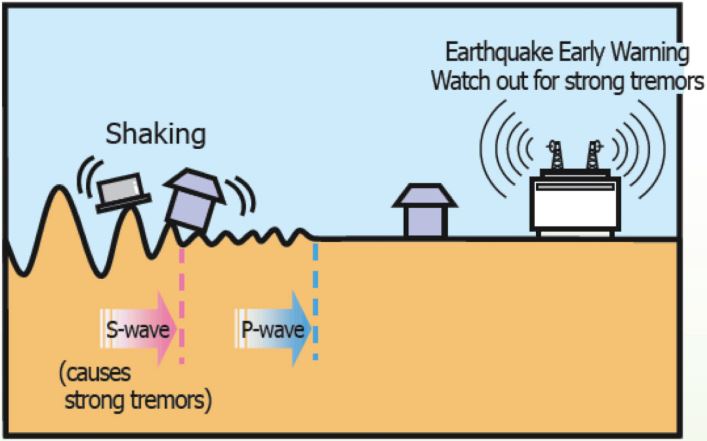 Earthquake Early Warning
Watch out for strong tremors
Shaking
S-wave
P-wave
(causes
strong tremors)